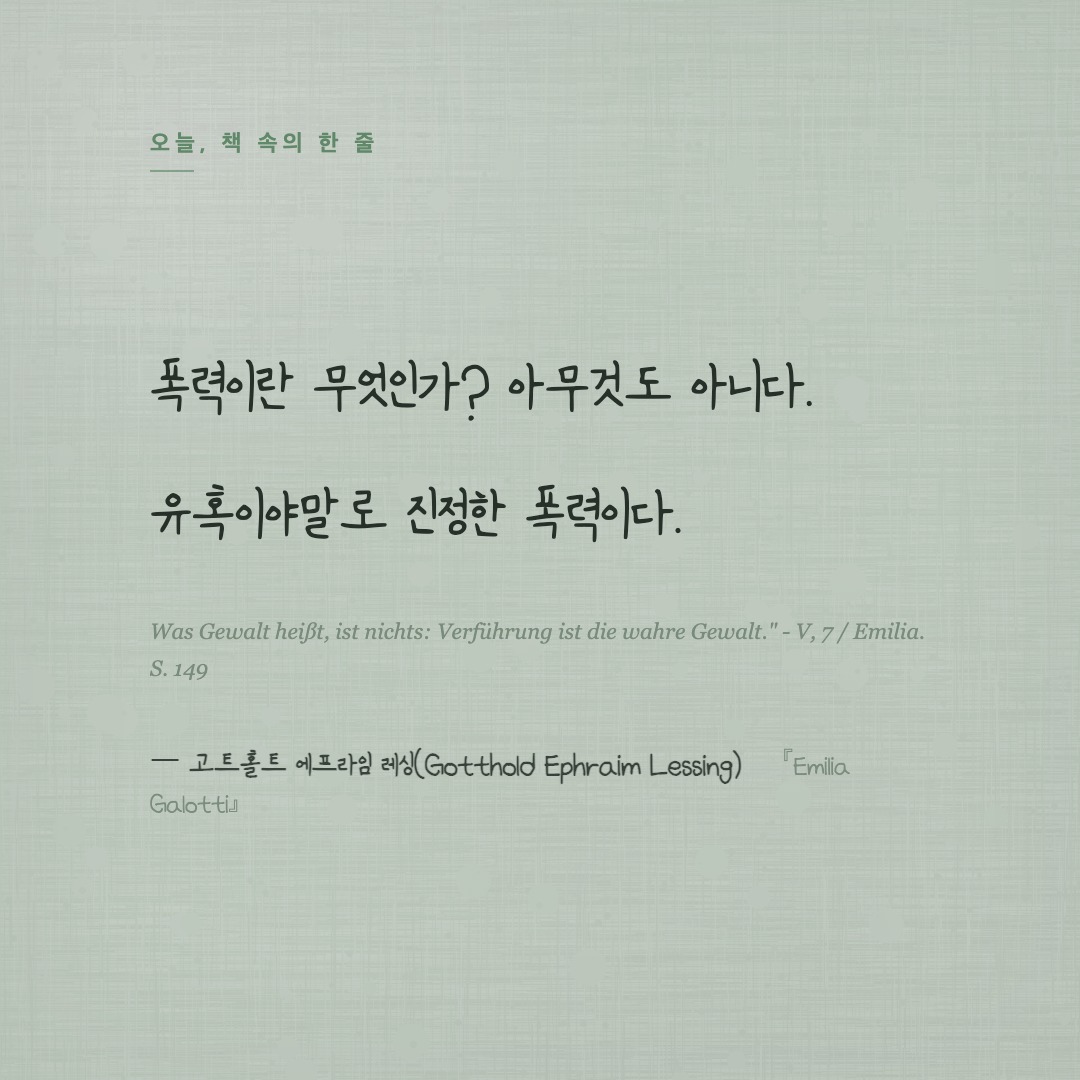 오늘, 책 속의 한 줄
폭력이란 무엇인가? 아무것도 아니다.
유혹이야말로 진정한 폭력이다.
Was Gewalt heißt, ist nichts: Verführung ist die wahre Gewalt." - V, 7 / Emilia.
S. 149
— 고트홀트 에프라임 레싱(Gotthold Ephraim Lessing) 『Emilia
Galotti』